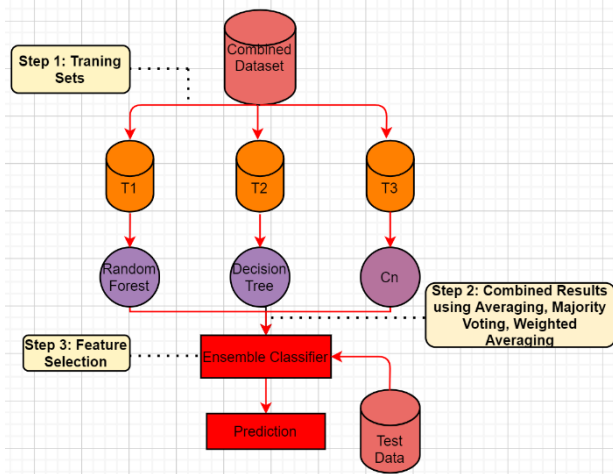 Combined
Dataset
Step 1: Traning
Sets
T1
T2
T3
Random
Forest
Decision
Tree
Cn
Step 2: Combined Results
using Averaging, Majority
Voting, Weighted
Averaging
Step 3: Feature
Selection
Ensemble Classifier
Prediction
Test
Data